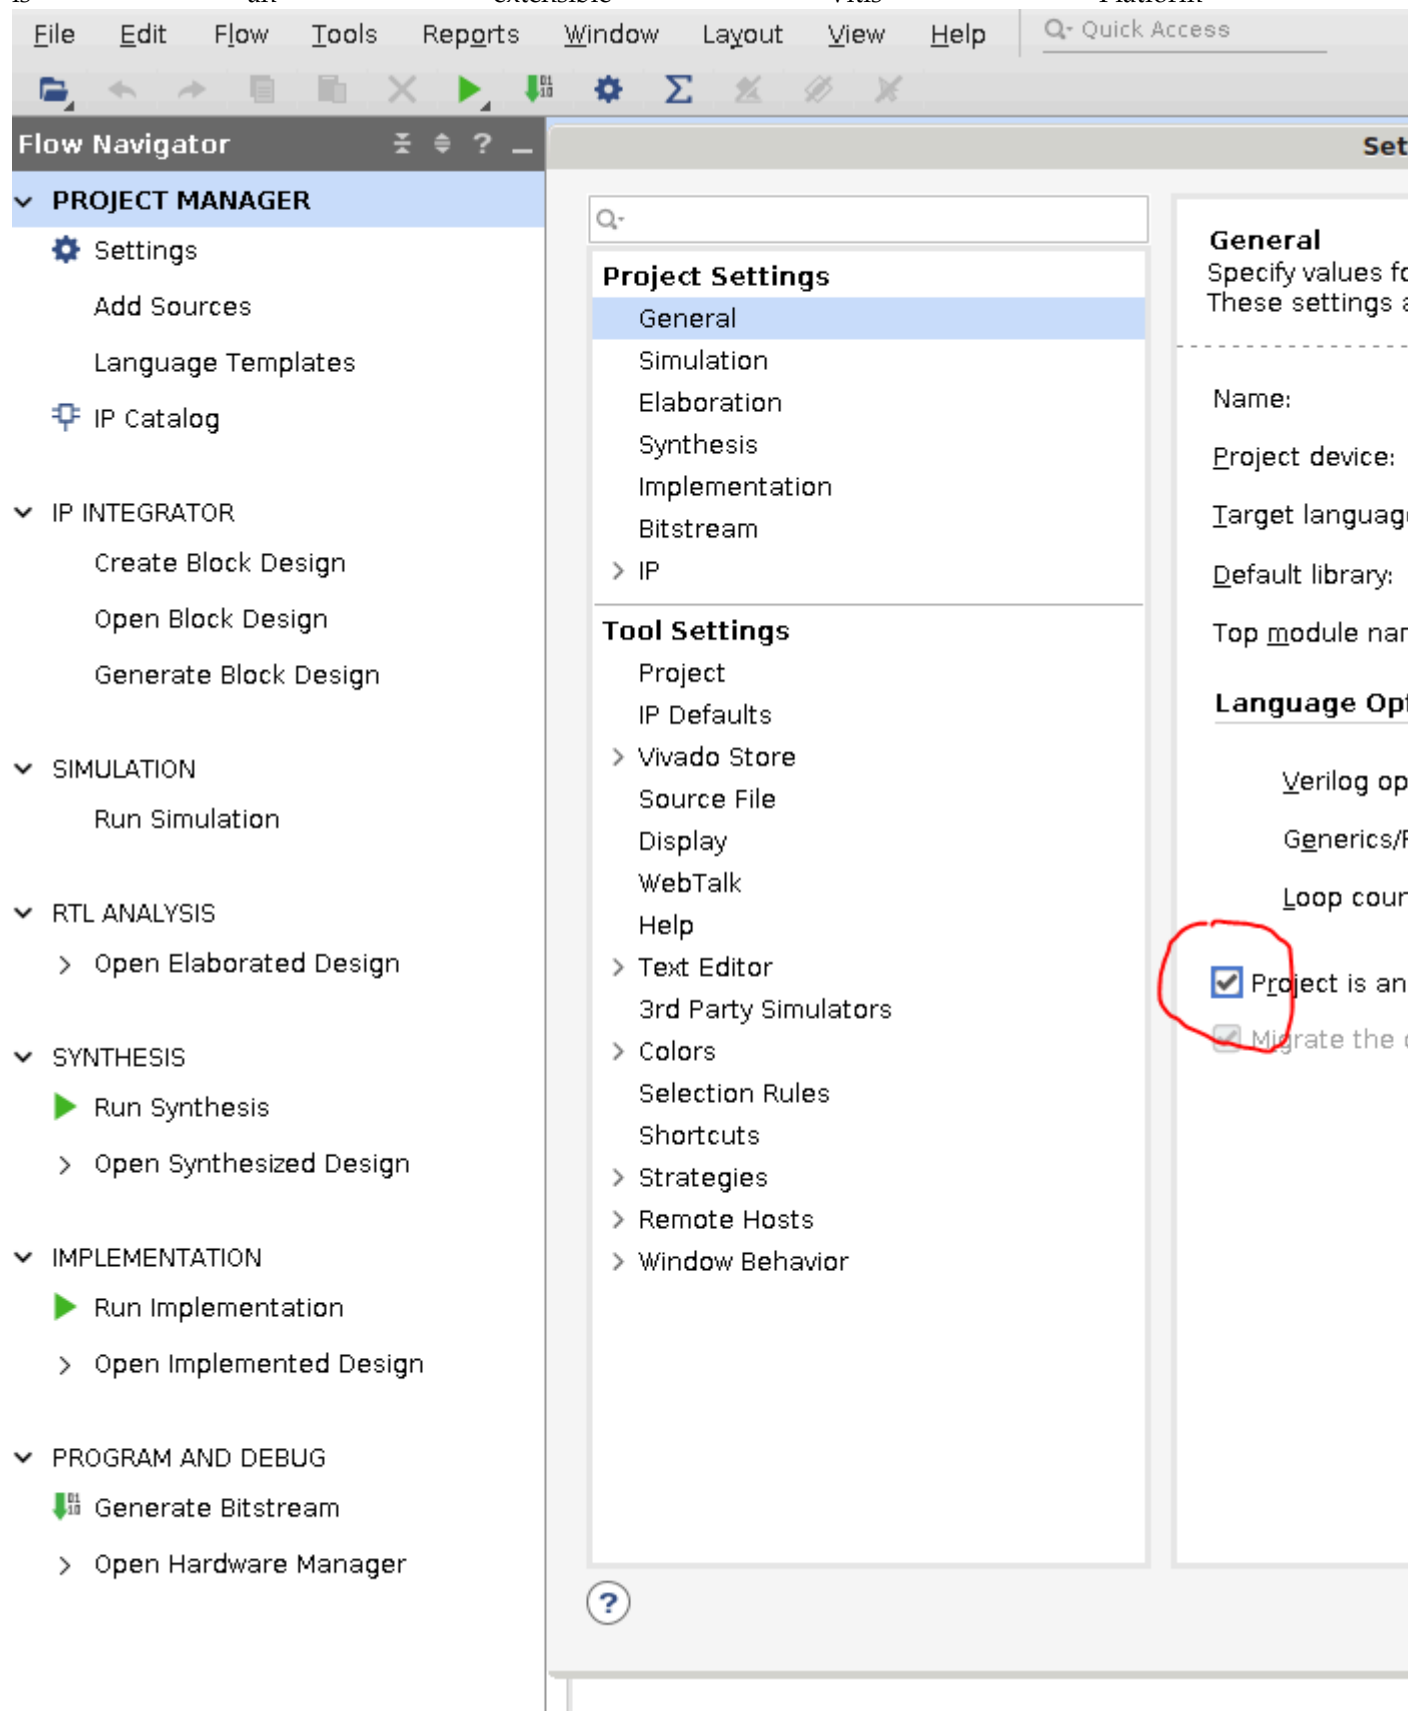 is an extensible Vitis Platform
File Edit Flow Tools Reports Window Layout View Help Quick Access
Flow Navigator
PROJECT MANAGER
Settings
Add Sources
Language Templates
IP Catalog
IP INTEGRATOR
Create Block Design
Open Block Design
Generate Block Design
SIMULATION
Run Simulation
RTL ANALYSIS
Open Elaborated Design
SYNTHESIS
Run Synthesis
Open Synthesized Design
IMPLEMENTATION
Run Implementation
Open Implemented Design
PROGRAM AND DEBUG
Generate Bitstream
Open Hardware Manager
Set
Project Settings
General
Simulation
Elaboration
Synthesis
Implementation
Bitstream
IP
Tool Settings
Project
IP Defaults
Vivado Store
Source File
Display
WebTalk
Help
Text Editor
3rd Party Simulators
Colors
Selection Rules
Shortcuts
Strategies
Remote Hosts
Window Behavior
General
Specify values
These settings
Name:
Project device:
Target
Default library:
Top module
Language
Verilog
Generics/
Loop
Project is an
Migrate the